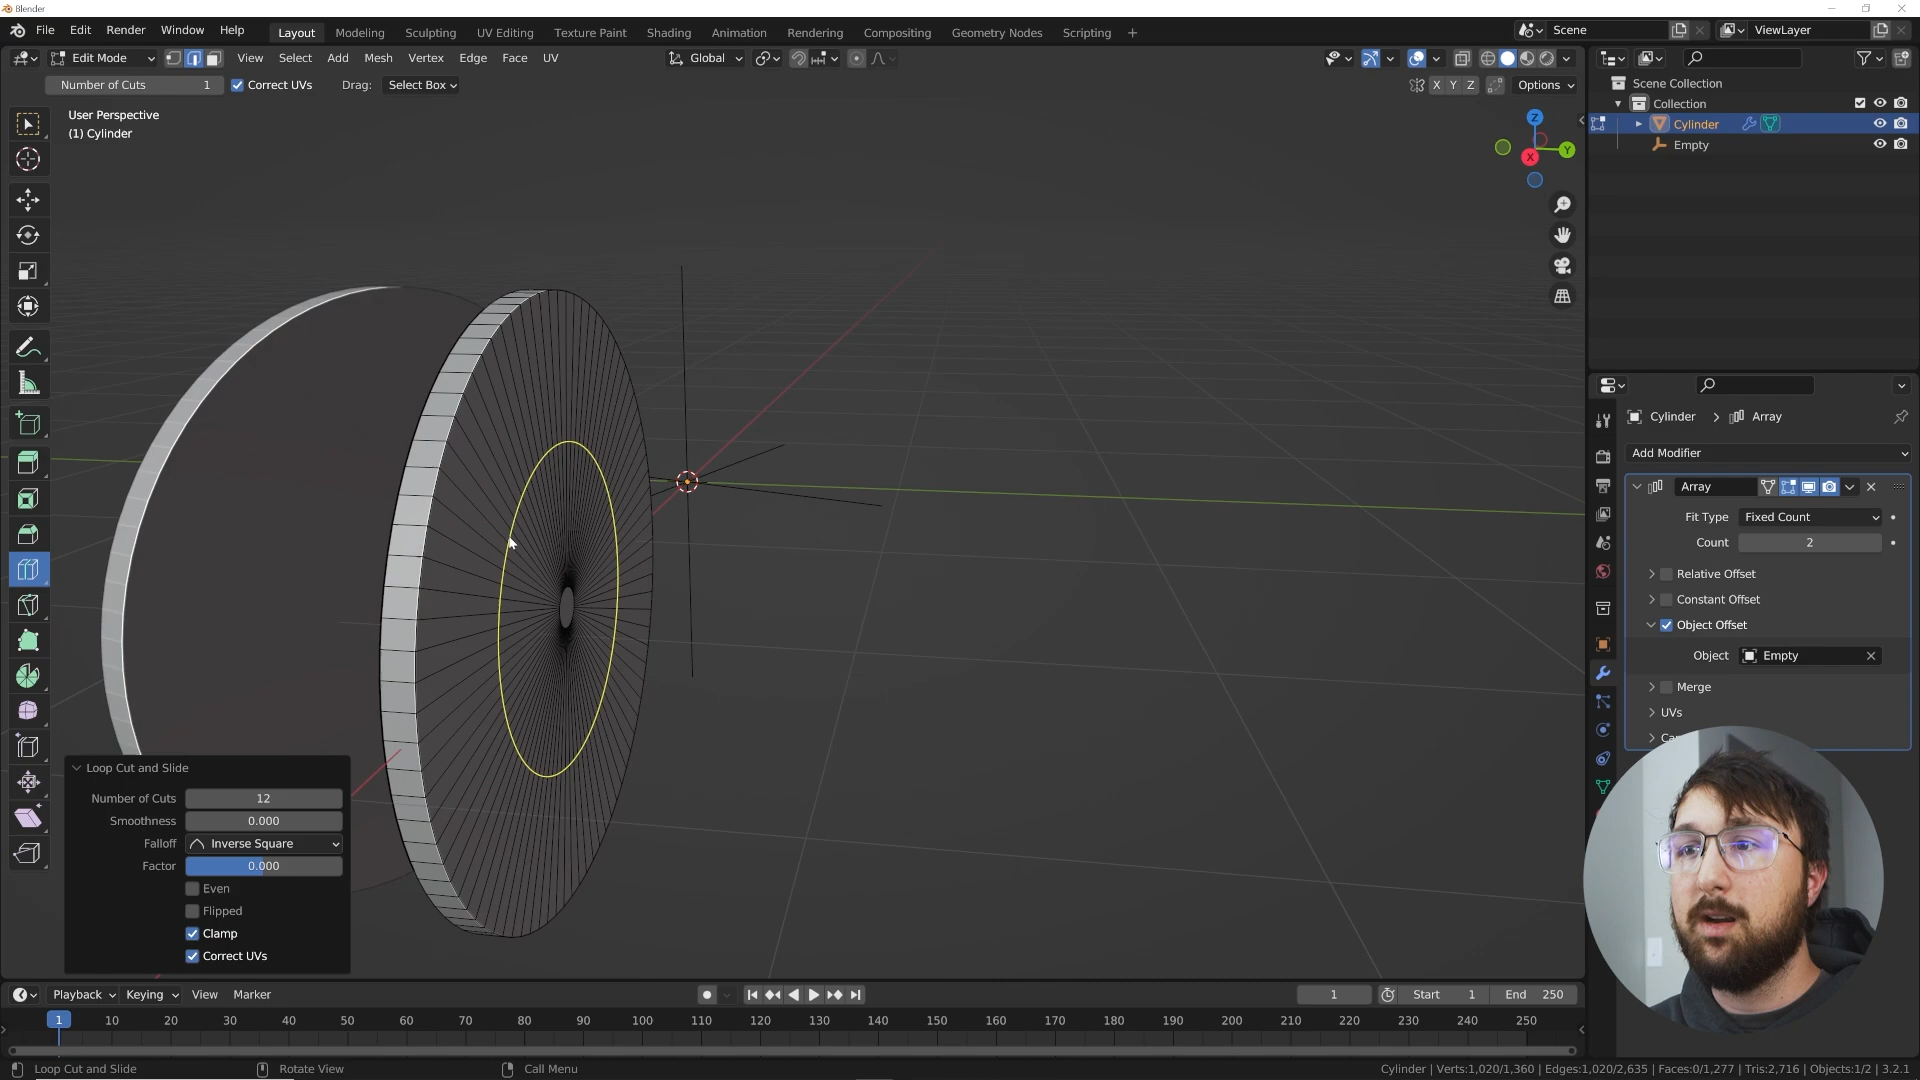 Blender
File Edit Render Window Help Layout Modeling Sculpting UV Editing Texture Paint Shading Animation Rendering Compositing Geometry Nodes Scripting + Scene ViewLayer
Edit Mode View Select Add Mesh Vertex Edge Face UV Global
Number of Cuts 1 Correct UVs Drag: Select Box X Y Z Options
User Perspective
(1) Cylinder
Z
Y
X
Scene Collection
Collection
Cylinder
Empty
Cylinder > Array
Add Modifier
Array
Fit Type Fixed Count
Count 2
Relative Offset
Constant Offset
Object Offset
Object Empty
Merge
UVs
Loop Cut and Slide
Number of Cuts 12
Smoothness 0.000
Falloff Inverse Square
Factor 0.000
Even
Flipped
Clamp
Correct UVs
Playback Keying View Marker 1 Start 1 End 250
1 10 20 30 40 50 60 70 80 90 100 110 120 130 140 150 160 170 180 190 200 210 220 230 240 250
Loop Cut and Slide Rotate View Call Menu Cylinder | Verts:1,020/1,360 | Edges:1,020/2,635 | Faces:0/1,277 | Tris:2,716 | Objects:1/2 | 3.2.1